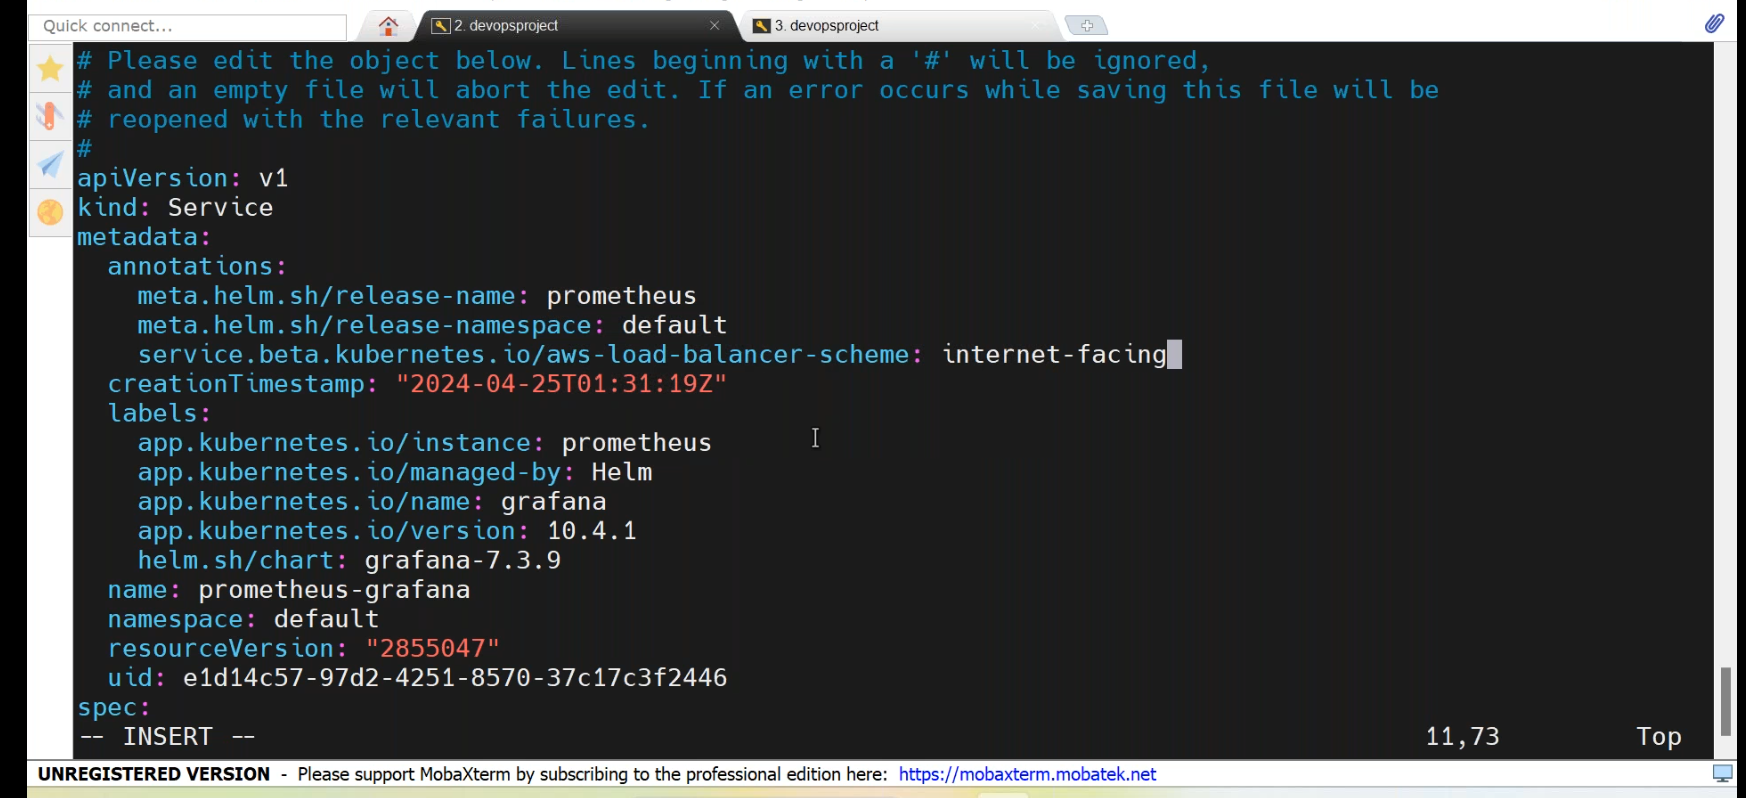 Quick connect...
2. devopsproject
3. devopsproject
# Please edit the object below. Lines beginning with a '#' will be ignored,
# and an empty file will abort the edit. If an error occurs while saving this file will be
# reopened with the relevant failures.
#
apiVersion: v1
kind: Service
metadata:
  annotations:
    meta.helm.sh/release-name: prometheus
    meta.helm.sh/release-namespace: default
    service.beta.kubernetes.io/aws-load-balancer-scheme: internet-facing
  creationTimestamp: "2024-04-25T01:31:19Z"
  labels:
    app.kubernetes.io/instance: prometheus
    app.kubernetes.io/managed-by: Helm
    app.kubernetes.io/name: grafana
    app.kubernetes.io/version: 10.4.1
    helm.sh/chart: grafana-7.3.9
  name: prometheus-grafana
  namespace: default
  resourceVersion: "2855047"
  uid: e1d14c57-97d2-4251-8570-37c17c3f2446
spec:
-- INSERT -- 11,73 Top
UNREGISTERED VERSION - Please support MobaXterm by subscribing to the professional edition here: https://mobaxterm.mobatek.net